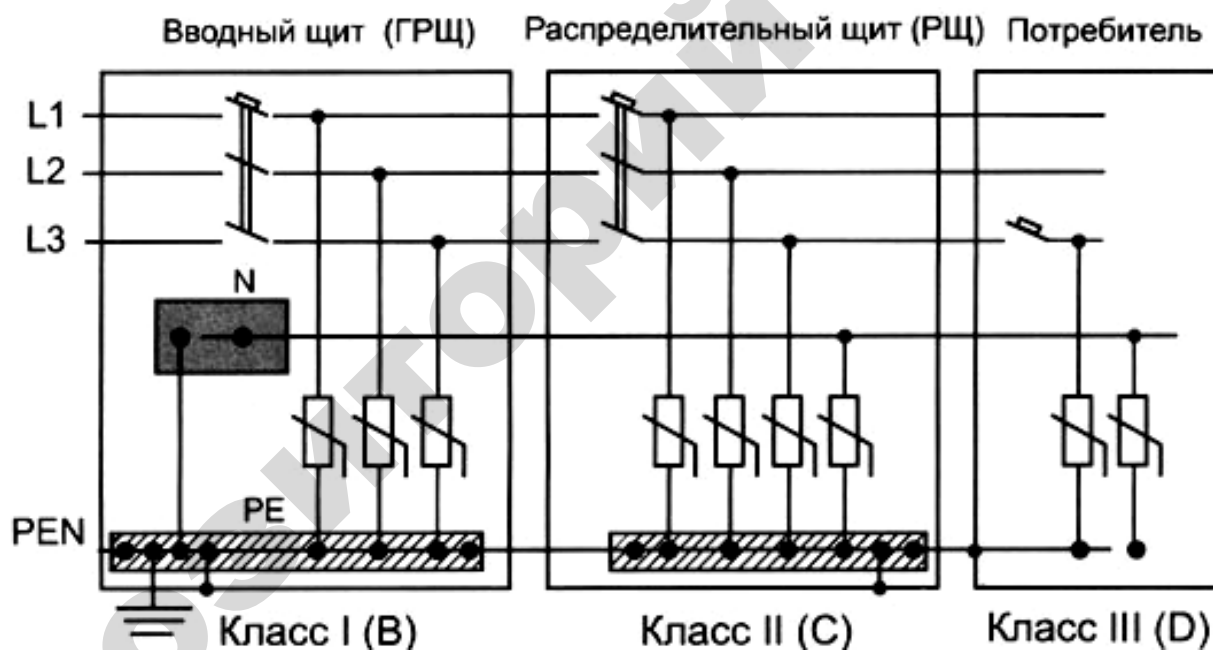 Вводный щит (ГРЩ) Распределительный щит (РЩ) Потребитель
L1
L2
L3
N
PE
PEN
Класс I (B) Класс II (C) Класс III (D)